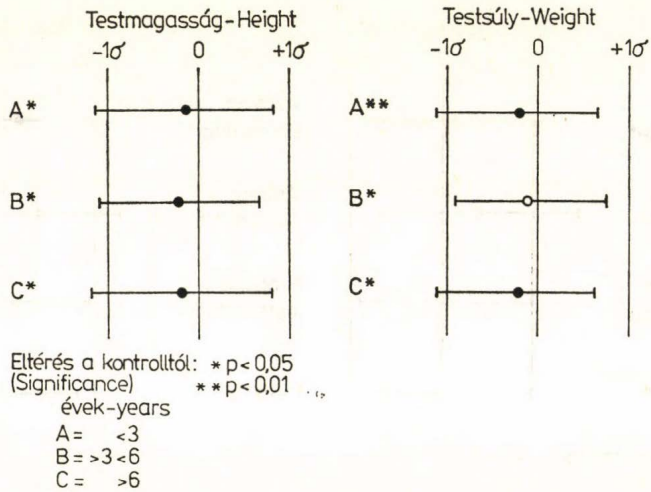 Testmagasság-Height
-1σ 0 +1σ
A*
B*
C*
Testsúly-Weight
-1σ 0 +1σ
A**
B*
C*
Eltérés a kontrolltól: * p<0,05
(Significance) ** p<0,01
évek-years
A= <3
B= >3 <6
C= >6